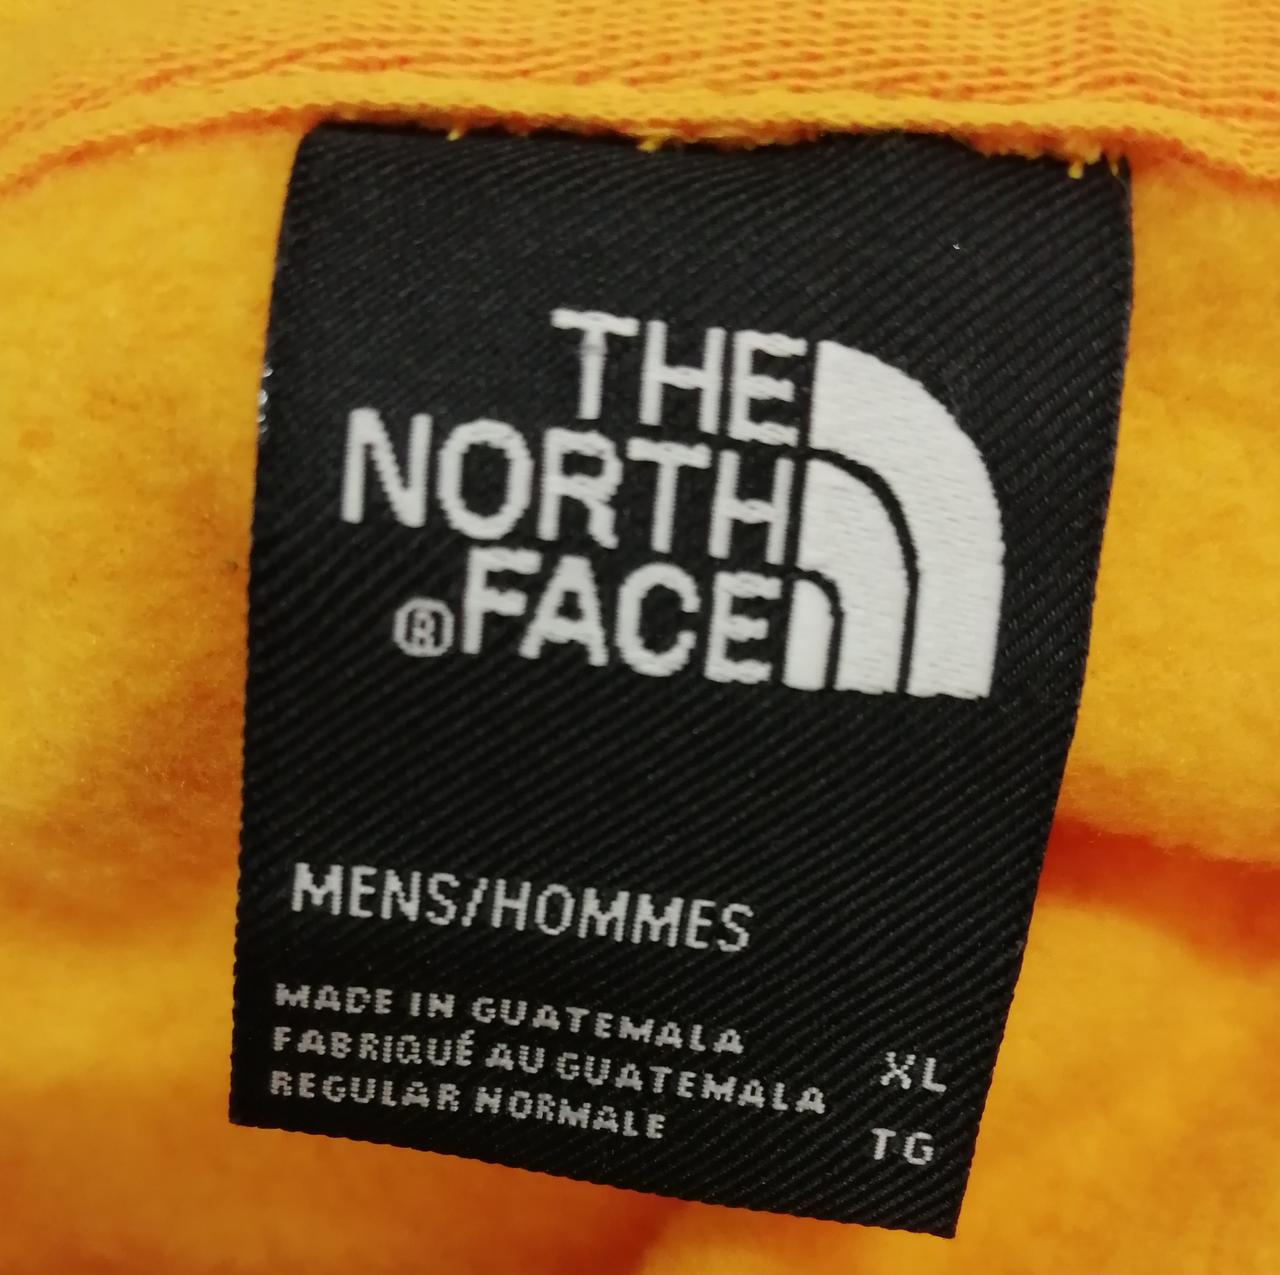 THE
NORTH
FACE
®
MENS/HOMMES
MADE IN GUATEMALA
FABRIQUÉ AU GUATEMALA
REGULAR NORMALE
XL
TG